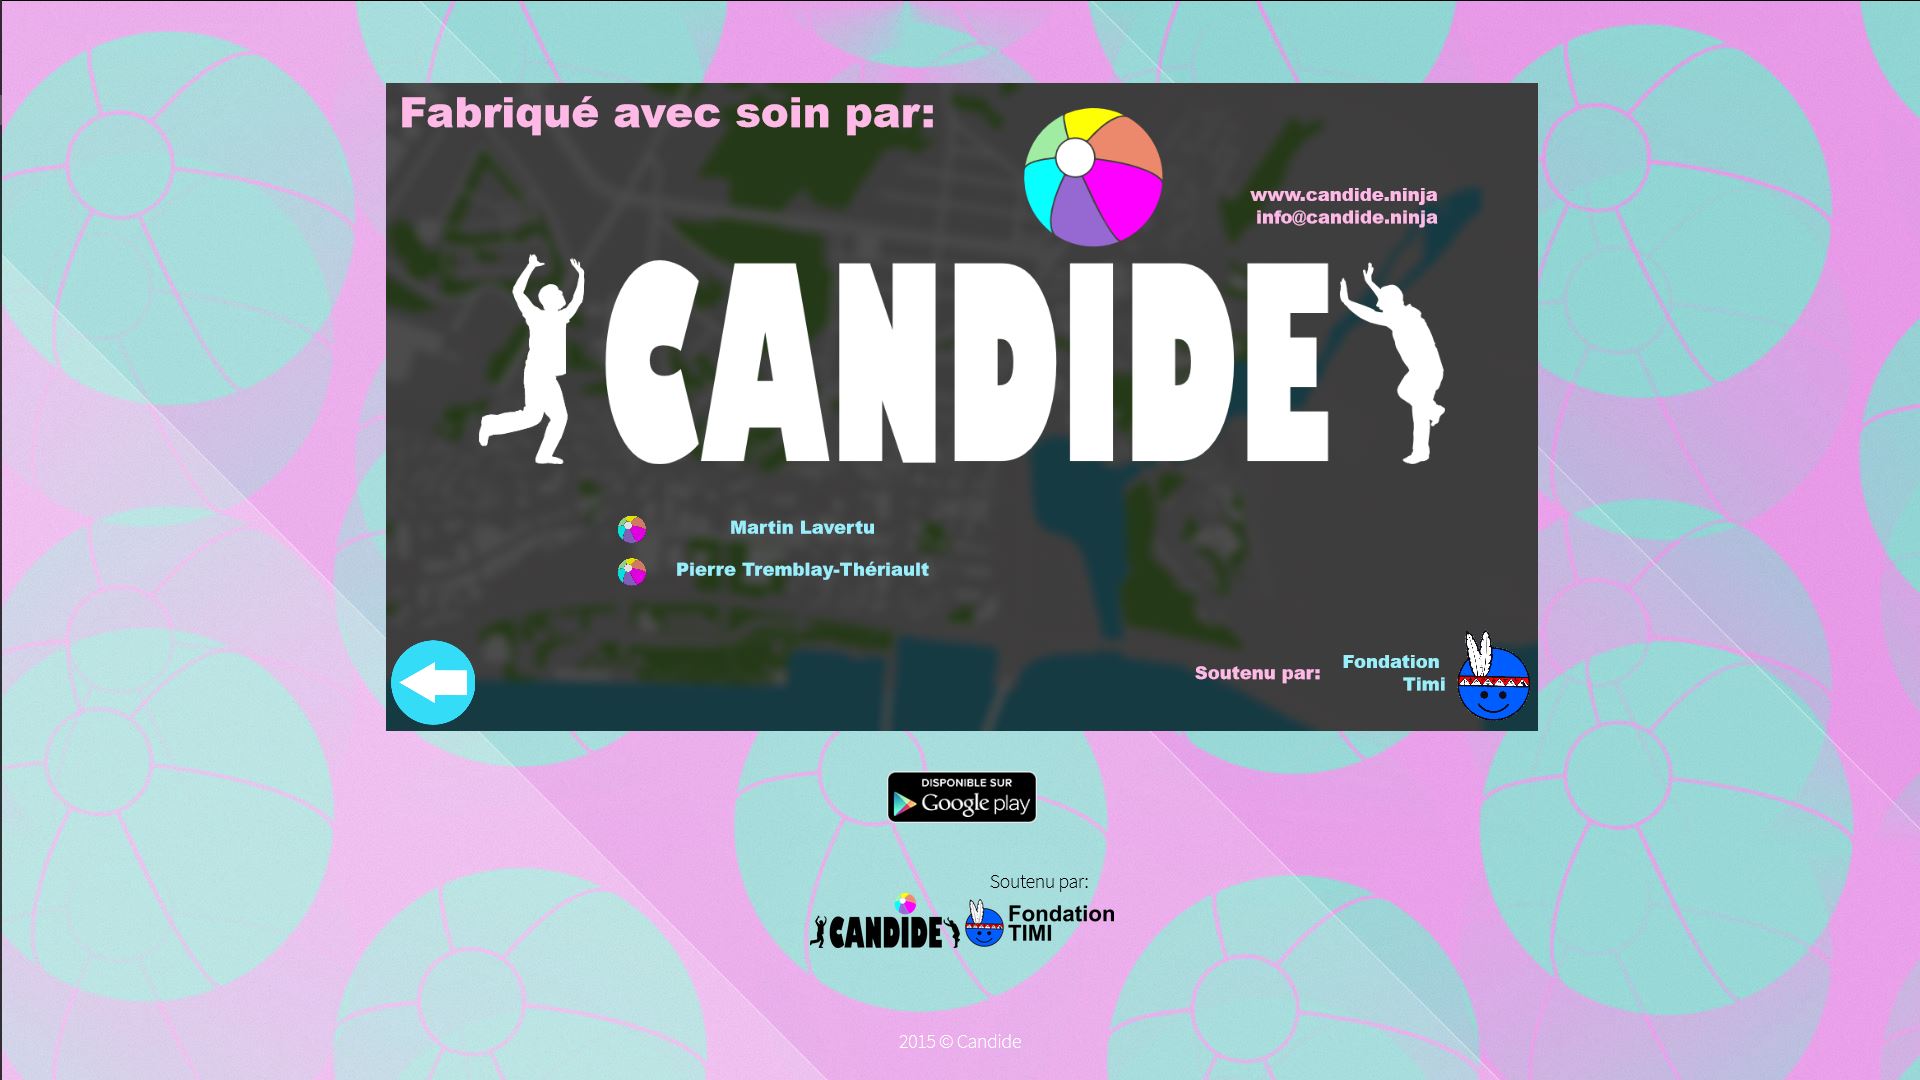 Fabriqué avec soin par:
www.candide.ninja
info@candide.ninja
CANDIDE
Martin Lavertu
Pierre Tremblay-Thériault
Soutenu par:
Fondation
Timi
DISPONIBLE SUR
Google play
Soutenu par:
CANDIDE
Fondation
TIMI
2015 © Candide